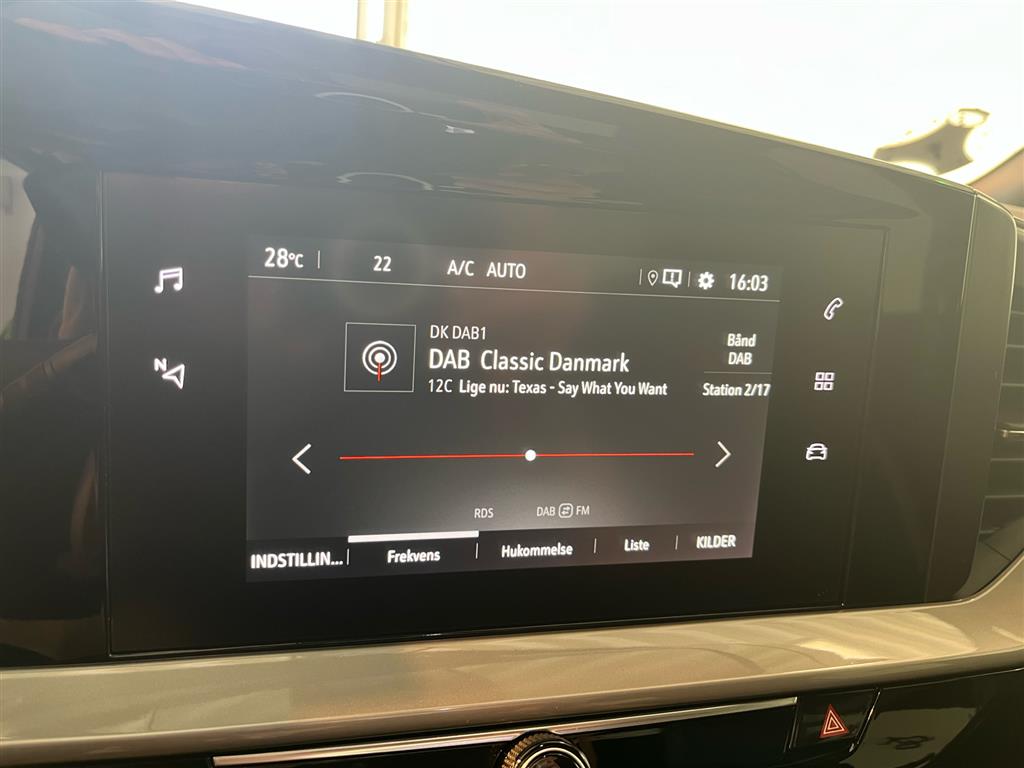 28°C 22 A/C AUTO 16:03
N
DK DAB1
DAB Classic Danmark
12C Lige nu: Texas - Say What You Want
Bånd
DAB
Station 2/17
RDS DAB FM
INDSTILLIN... Frekvens Hukommelse Liste KILDER